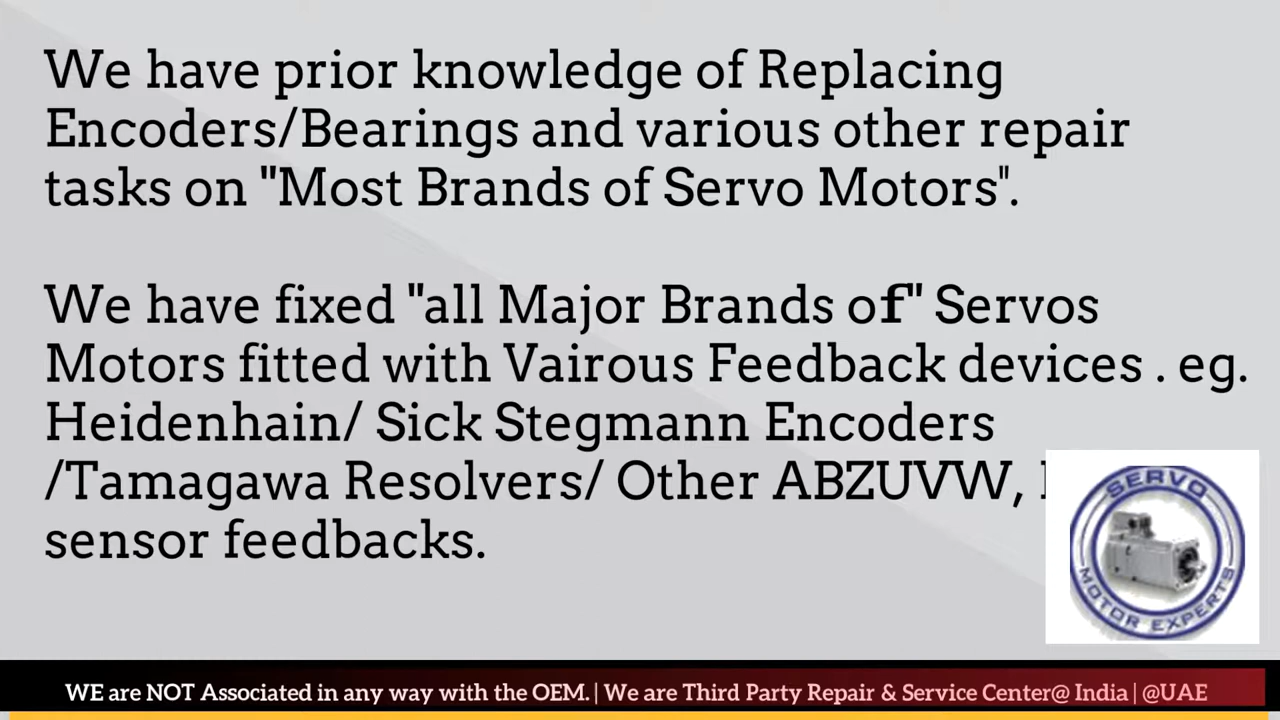 We have prior knowledge of Replacing
Encoders/Bearings and various other repair
tasks on "Most Brands of Servo Motors".
We have fixed "all Major Brands of" Servos
Motors fitted with Vairous Feedback devices . eg.
Heidenhain/ Sick Stegmann Encoders
/Tamagawa Resolvers/ Other ABZUVW,
sensor feedbacks.
SERVO
MOTOR EXPERTS
WE are NOT Associated in any way with the OEM. | We are Third Party Repair & Service Center@ India | @UAE